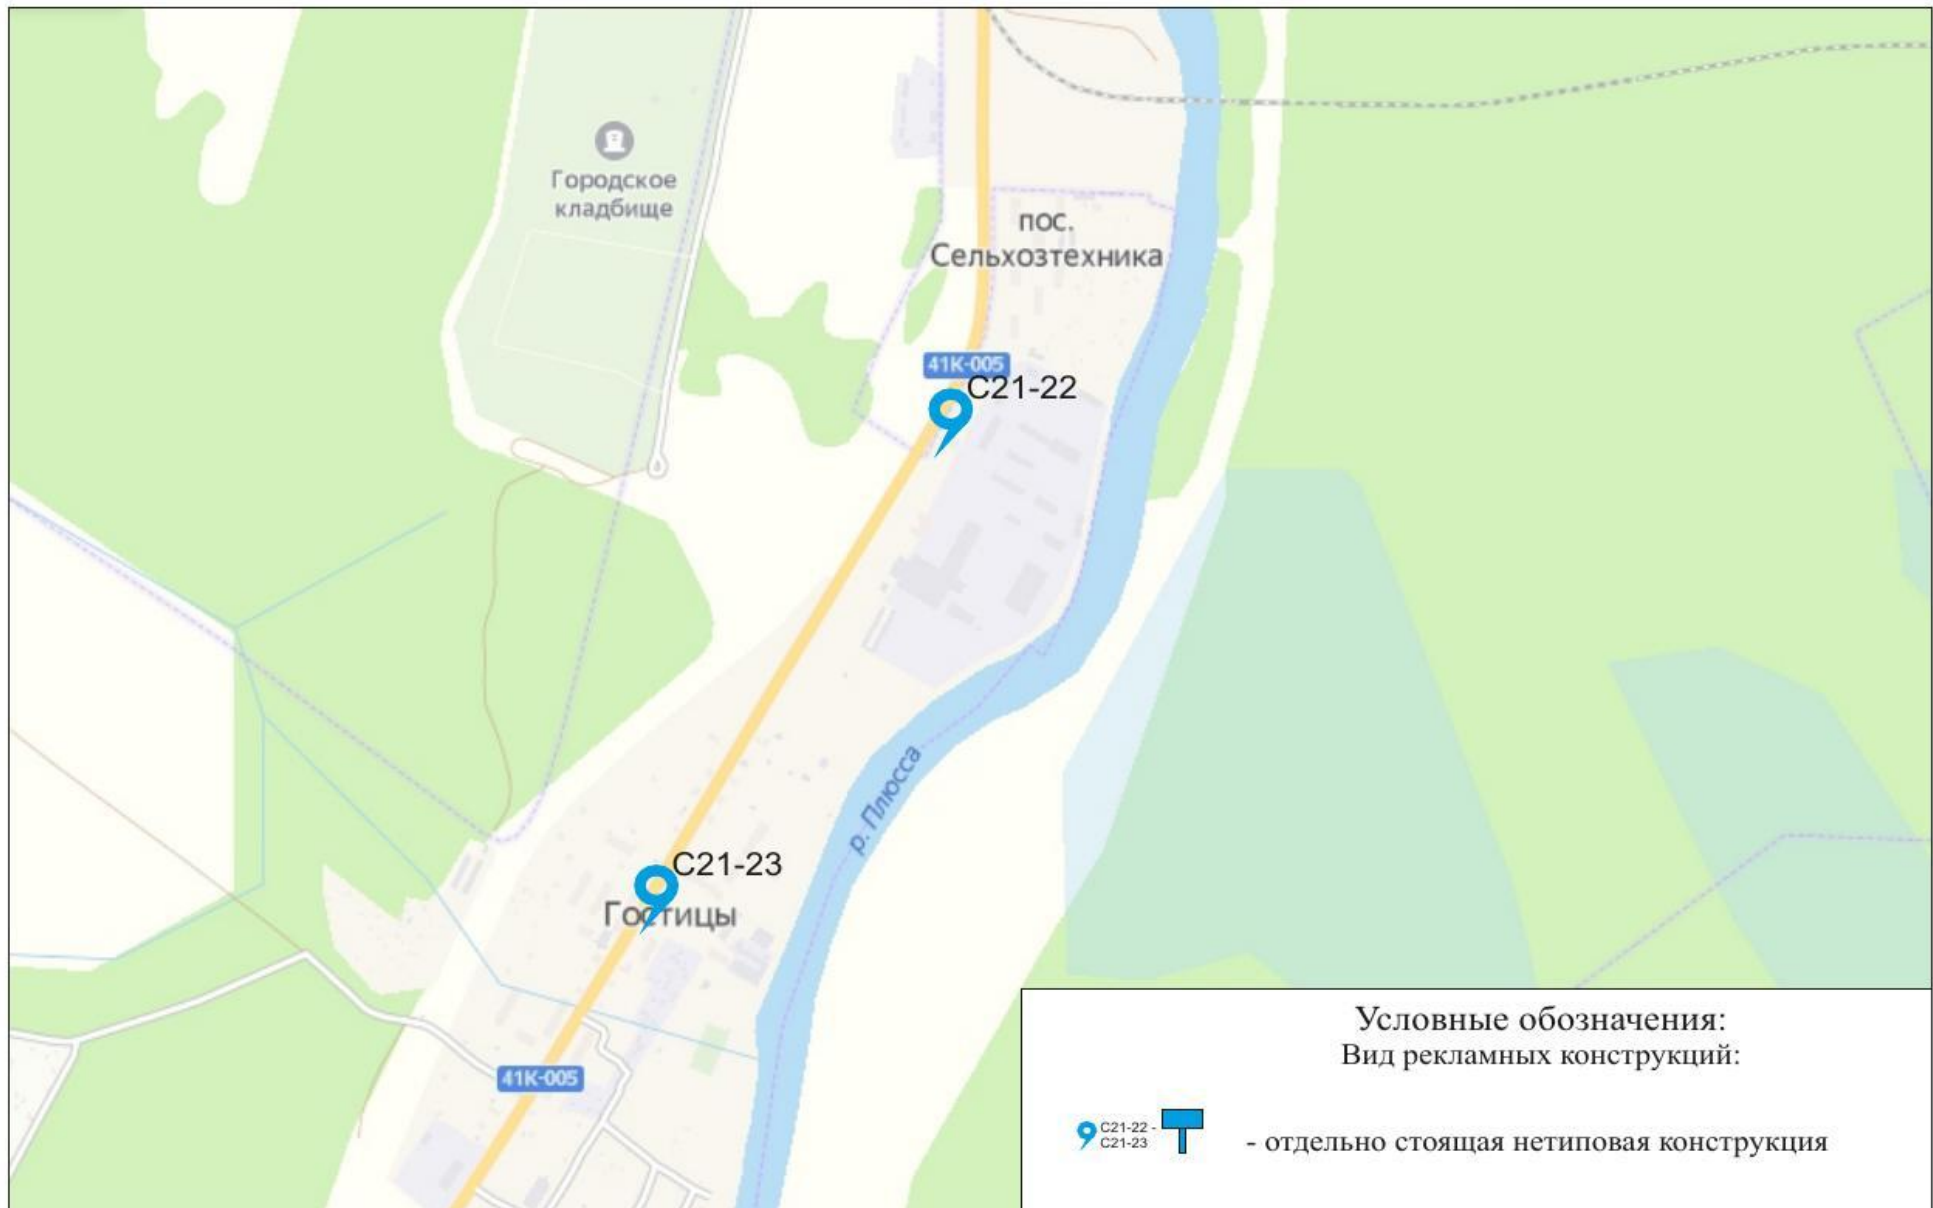 Городское
кладбище
пос.
Сельхозтехника
41К-005
С21-22
р. Плюсса
С21-23
Гостицы
41К-005
Условные обозначения:
Вид рекламных конструкций:
С21-22 -
С21-23
- отдельно стоящая нетиповая конструкция